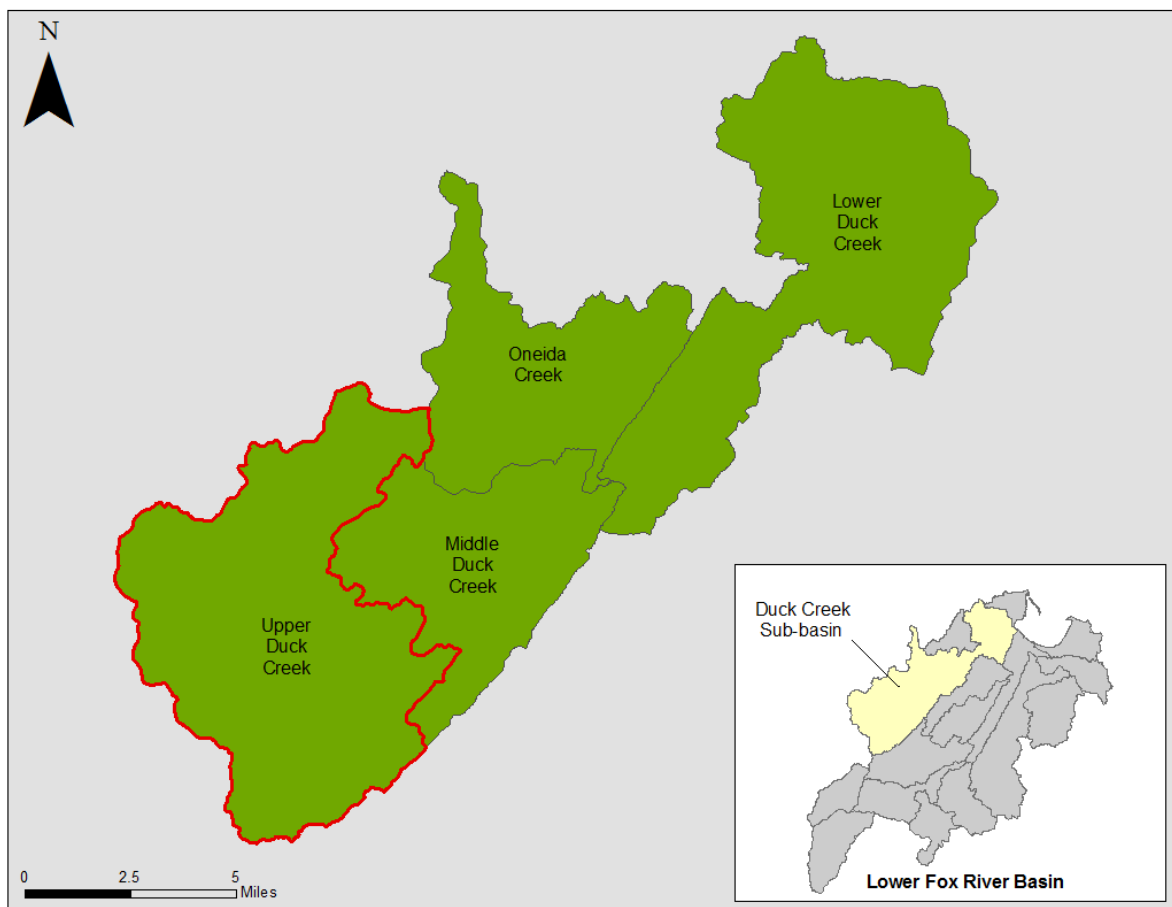 N
Lower
Duck
Creek
Oneida
Creek
Middle
Duck
Creek
Upper
Duck
Creek
Duck Creek
Sub-basin
Lower Fox River Basin
0 2.5 5
Miles